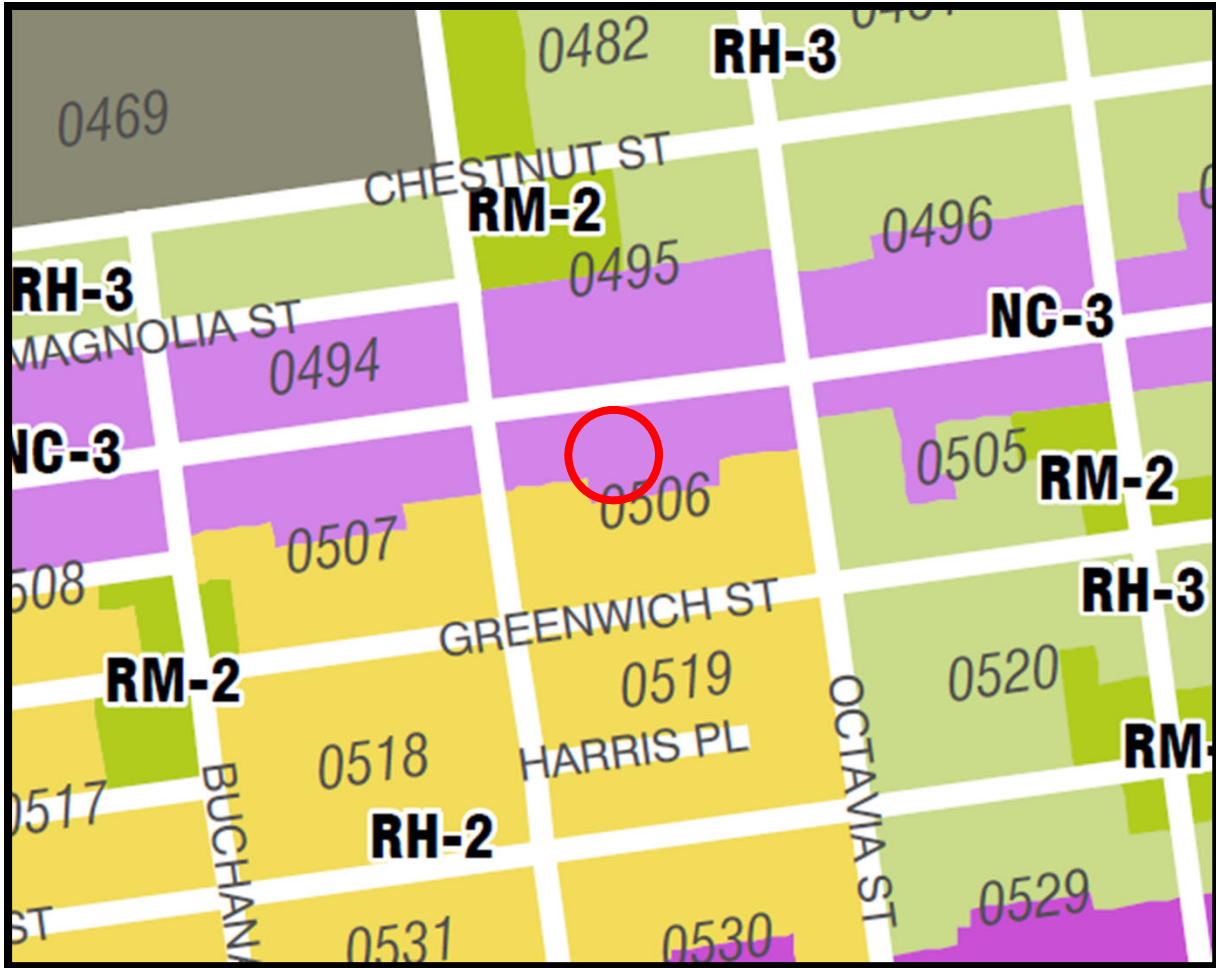 0482
RH-3
0469
CHESTNUT ST
RM-2
0496
0495
RH-3
NC-3
MAGNOLIA ST
0494
NC-3
0505
RM-2
0506
0507
508
RH-3
GREENWICH ST
RM-2
0519
0520
OCTAVIA ST
HARRIS PL
RM-
0518
BUCHANA
0517
RH-2
0529
ST
0531
0530